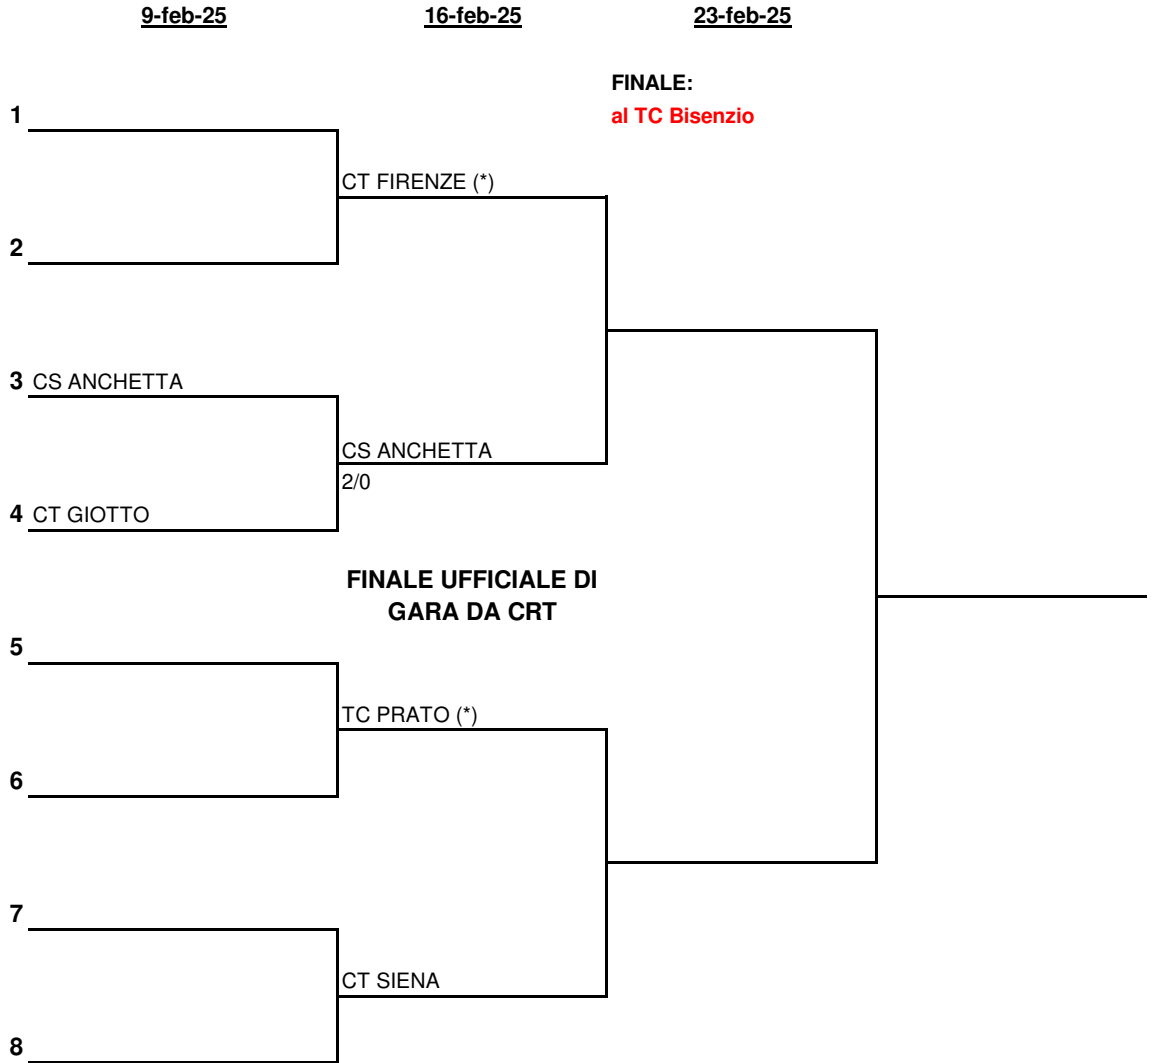 9-feb-25 16-feb-25 23-feb-25
FINALE:
1 al TC Bisenzio
CT FIRENZE (*)
2
3 CS ANCHETTA
CS ANCHETTA
2/0
4 CT GIOTTO
FINALE UFFICIALE DI
GARA DA CRT
5
TC PRATO (*)
6
7
CT SIENA
8